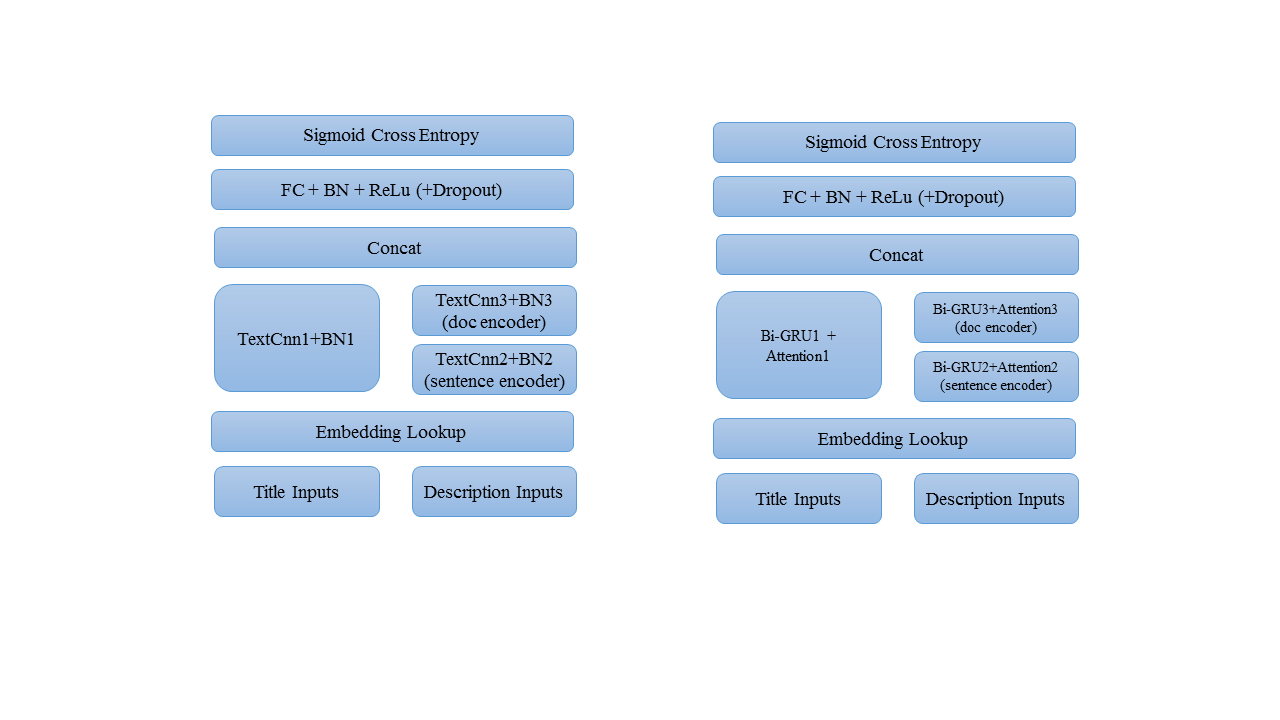 Sigmoid Cross Entropy
FC + BN + ReLu (+Dropout)
Concat
TextCnn1+BN1
TextCnn3+BN3
(doc encoder)
TextCnn2+BN2
(sentence encoder)
Embedding Lookup
Title Inputs
Description Inputs
Sigmoid Cross Entropy
FC + BN + ReLu (+Dropout)
Concat
Bi-GRU1 +
Attention1
Bi-GRU3+Attention3
(doc encoder)
Bi-GRU2+Attention2
(sentence encoder)
Embedding Lookup
Title Inputs
Description Inputs